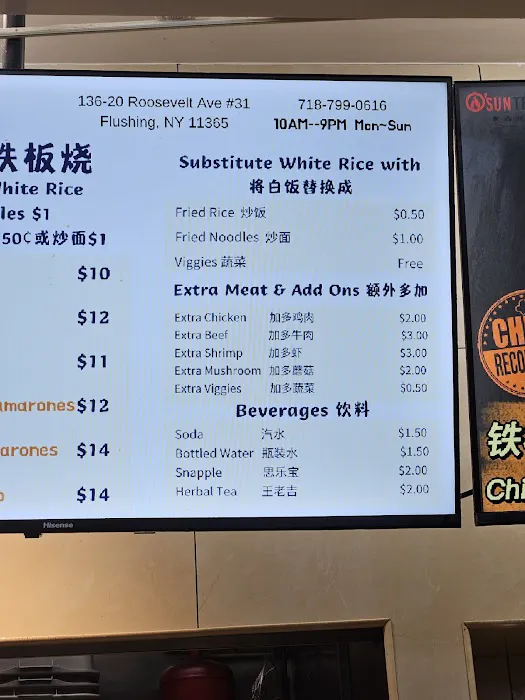 136-20 Roosevelt Ave #31
718-799-0616
Flushing, NY 11365
10AM--9PM Mon~Sun
铁板烧
White Rice
les $1
50¢或炒面$1
$10
$12
$11
amarones $12
arones $14
$14
Substitute White Rice with
将白饭替换成
Fried Rice 炒饭 $0.50
Fried Noodles 炒面 $1.00
Viggies 蔬菜 Free
Extra Meat & Add Ons 额外多加
Extra Chicken 加多鸡肉 $2.00
Extra Beef 加多牛肉 $3.00
Extra Shrimp 加多虾 $3.00
Extra Mushroom 加多蘑菇 $2.00
Extra Viggies 加多蔬菜 $0.50
Beverages 饮料
Soda 汽水 $1.50
Bottled Water 瓶装水 $1.50
Snapple 思乐宝 $2.00
Herbal Tea 王老吉 $2.00
Hisense
O'SUN
CH
RECO
铁
Chi